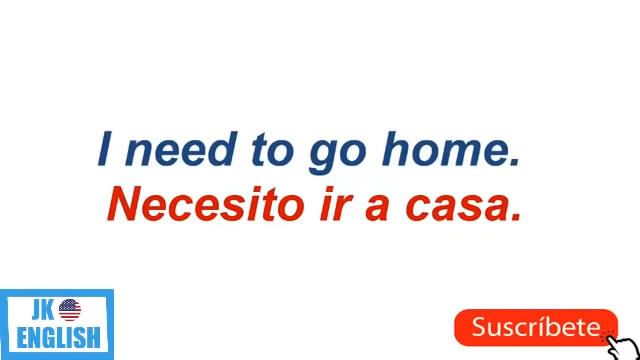 I need to go home.
Necesito ir a casa.
JK
ENGLISH
Suscríbete